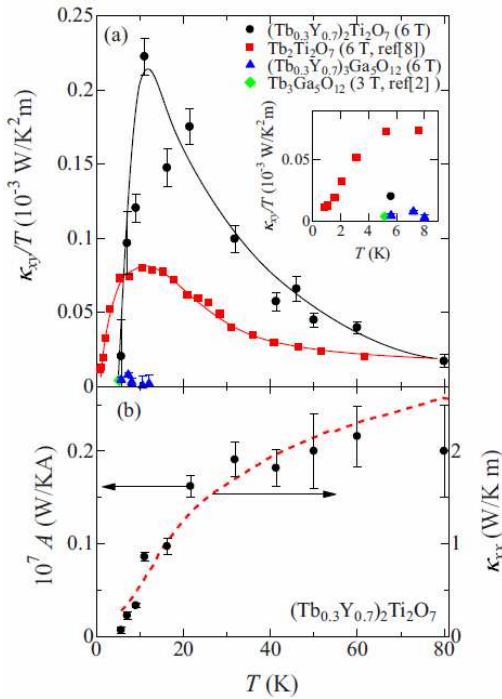 (a)
(Tb0.3Y0.7)2Ti2O7 (6 T)
Tb2Ti2O7 (6 T, ref[8])
(Tb0.3Y0.7)3Ga5O12 (6 T)
Tb3Ga5O12 (3 T, ref[2] )
κxy/T (10⁻³ W/K²m)
0.25
0.2
0.15
0.1
0.05
0
κxy/T (10⁻³ W/K²m)
0.05
0
0 2 4 6 8
T (K)
(b)
10⁷ A (W/KA)
0.2
0.1
0
2
1
0
κxx (W/K m)
(Tb0.3Y0.7)2Ti2O7
0 20 40 60 80
T (K)